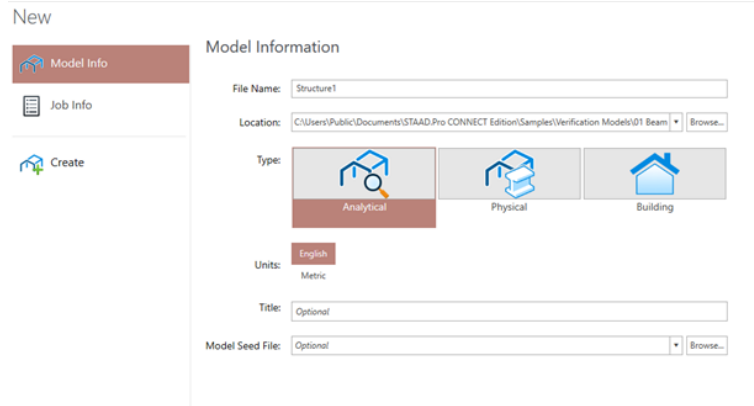 New
Model Info
Job Info
Create
Model Information
File Name: Structure1
Location: C:\Users\Public\Documents\STAAD.Pro CONNECT Edition\Samples\Verification Models\01 Beam Browse...
Type:
Analytical Physical Building
Units: English
Metric
Title: Optional
Model Seed File: Optional Browse...